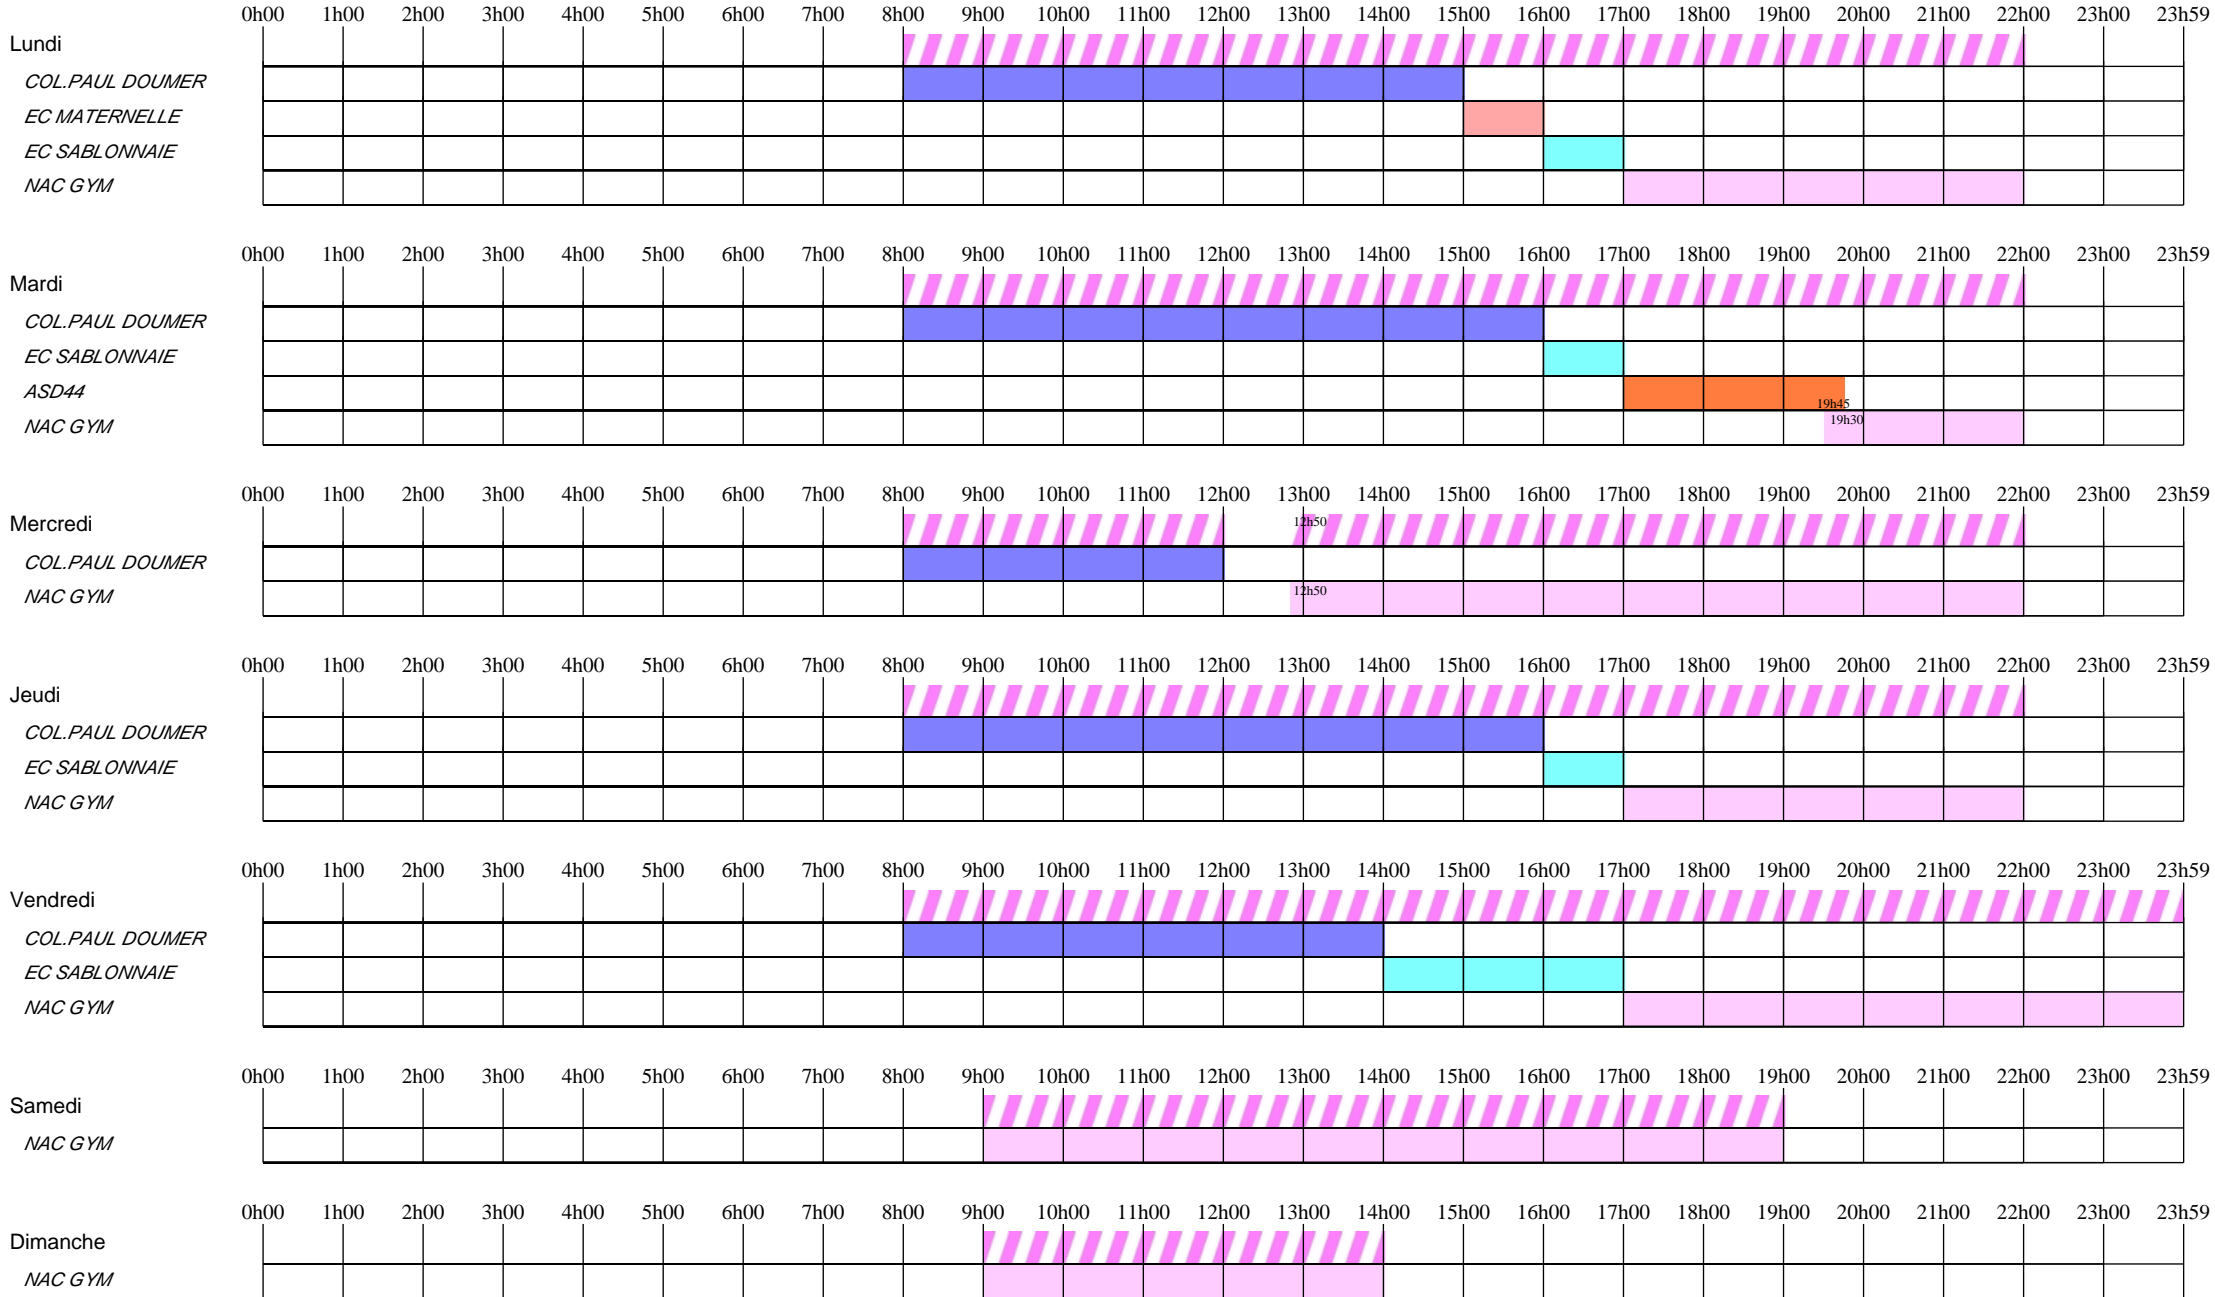 0h00 1h00 2h00 3h00 4h00 5h00 6h00 7h00 8h00 9h00 10h00 11h00 12h00 13h00 14h00 15h00 16h00 17h00 18h00 19h00 20h00 21h00 22h00 23h00 23h59
Lundi
COL.PAUL DOUMER
EC MATERNELLE
EC SABLONNAIE
NAC GYM
0h00 1h00 2h00 3h00 4h00 5h00 6h00 7h00 8h00 9h00 10h00 11h00 12h00 13h00 14h00 15h00 16h00 17h00 18h00 19h00 20h00 21h00 22h00 23h00 23h59
Mardi
COL.PAUL DOUMER
EC SABLONNAIE
ASD44 19h45
NAC GYM 19h30
0h00 1h00 2h00 3h00 4h00 5h00 6h00 7h00 8h00 9h00 10h00 11h00 12h00 13h00 14h00 15h00 16h00 17h00 18h00 19h00 20h00 21h00 22h00 23h00 23h59
Mercredi 12h50
COL.PAUL DOUMER
NAC GYM 12h50
0h00 1h00 2h00 3h00 4h00 5h00 6h00 7h00 8h00 9h00 10h00 11h00 12h00 13h00 14h00 15h00 16h00 17h00 18h00 19h00 20h00 21h00 22h00 23h00 23h59
Jeudi
COL.PAUL DOUMER
EC SABLONNAIE
NAC GYM
0h00 1h00 2h00 3h00 4h00 5h00 6h00 7h00 8h00 9h00 10h00 11h00 12h00 13h00 14h00 15h00 16h00 17h00 18h00 19h00 20h00 21h00 22h00 23h00 23h59
Vendredi
COL.PAUL DOUMER
EC SABLONNAIE
NAC GYM
0h00 1h00 2h00 3h00 4h00 5h00 6h00 7h00 8h00 9h00 10h00 11h00 12h00 13h00 14h00 15h00 16h00 17h00 18h00 19h00 20h00 21h00 22h00 23h00 23h59
Samedi
NAC GYM
0h00 1h00 2h00 3h00 4h00 5h00 6h00 7h00 8h00 9h00 10h00 11h00 12h00 13h00 14h00 15h00 16h00 17h00 18h00 19h00 20h00 21h00 22h00 23h00 23h59
Dimanche
NAC GYM